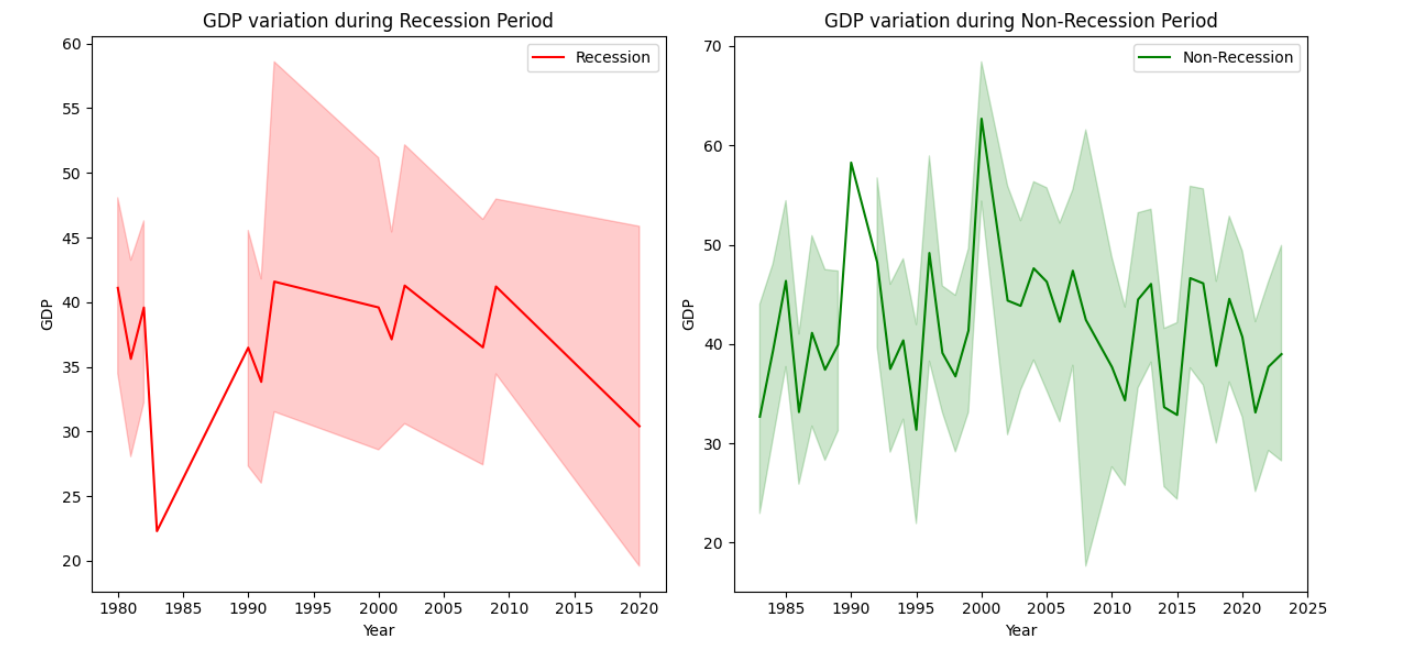 GDP variation during Recession Period
60
55
50
45
40
35
30
25
20
GDP
Recession
1980 1985 1990 1995 2000 2005 2010 2015 2020
Year
GDP variation during Non-Recession Period
70
60
50
40
30
20
GDP
Non-Recession
1985 1990 1995 2000 2005 2010 2015 2020 2025
Year